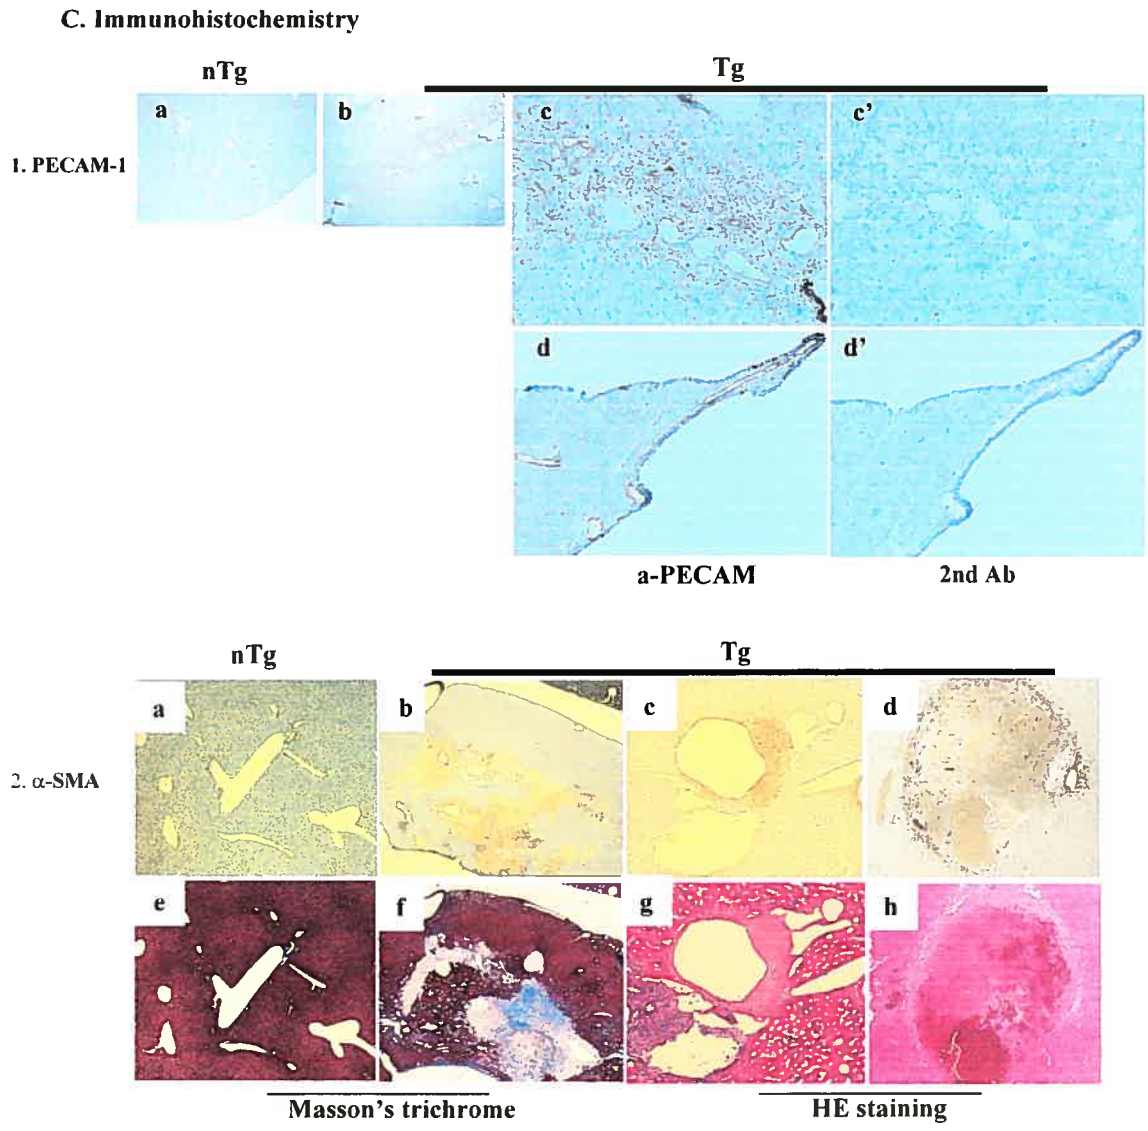 C. Immunohistochemistry
nTg
Tg
a
b
c
c'
1. PECAM-1
d
d'
a-PECAM
2nd Ab
nTg
Tg
a
b
c
d
2. α-SMA
e
f
g
h
Masson's trichrome
HE staining